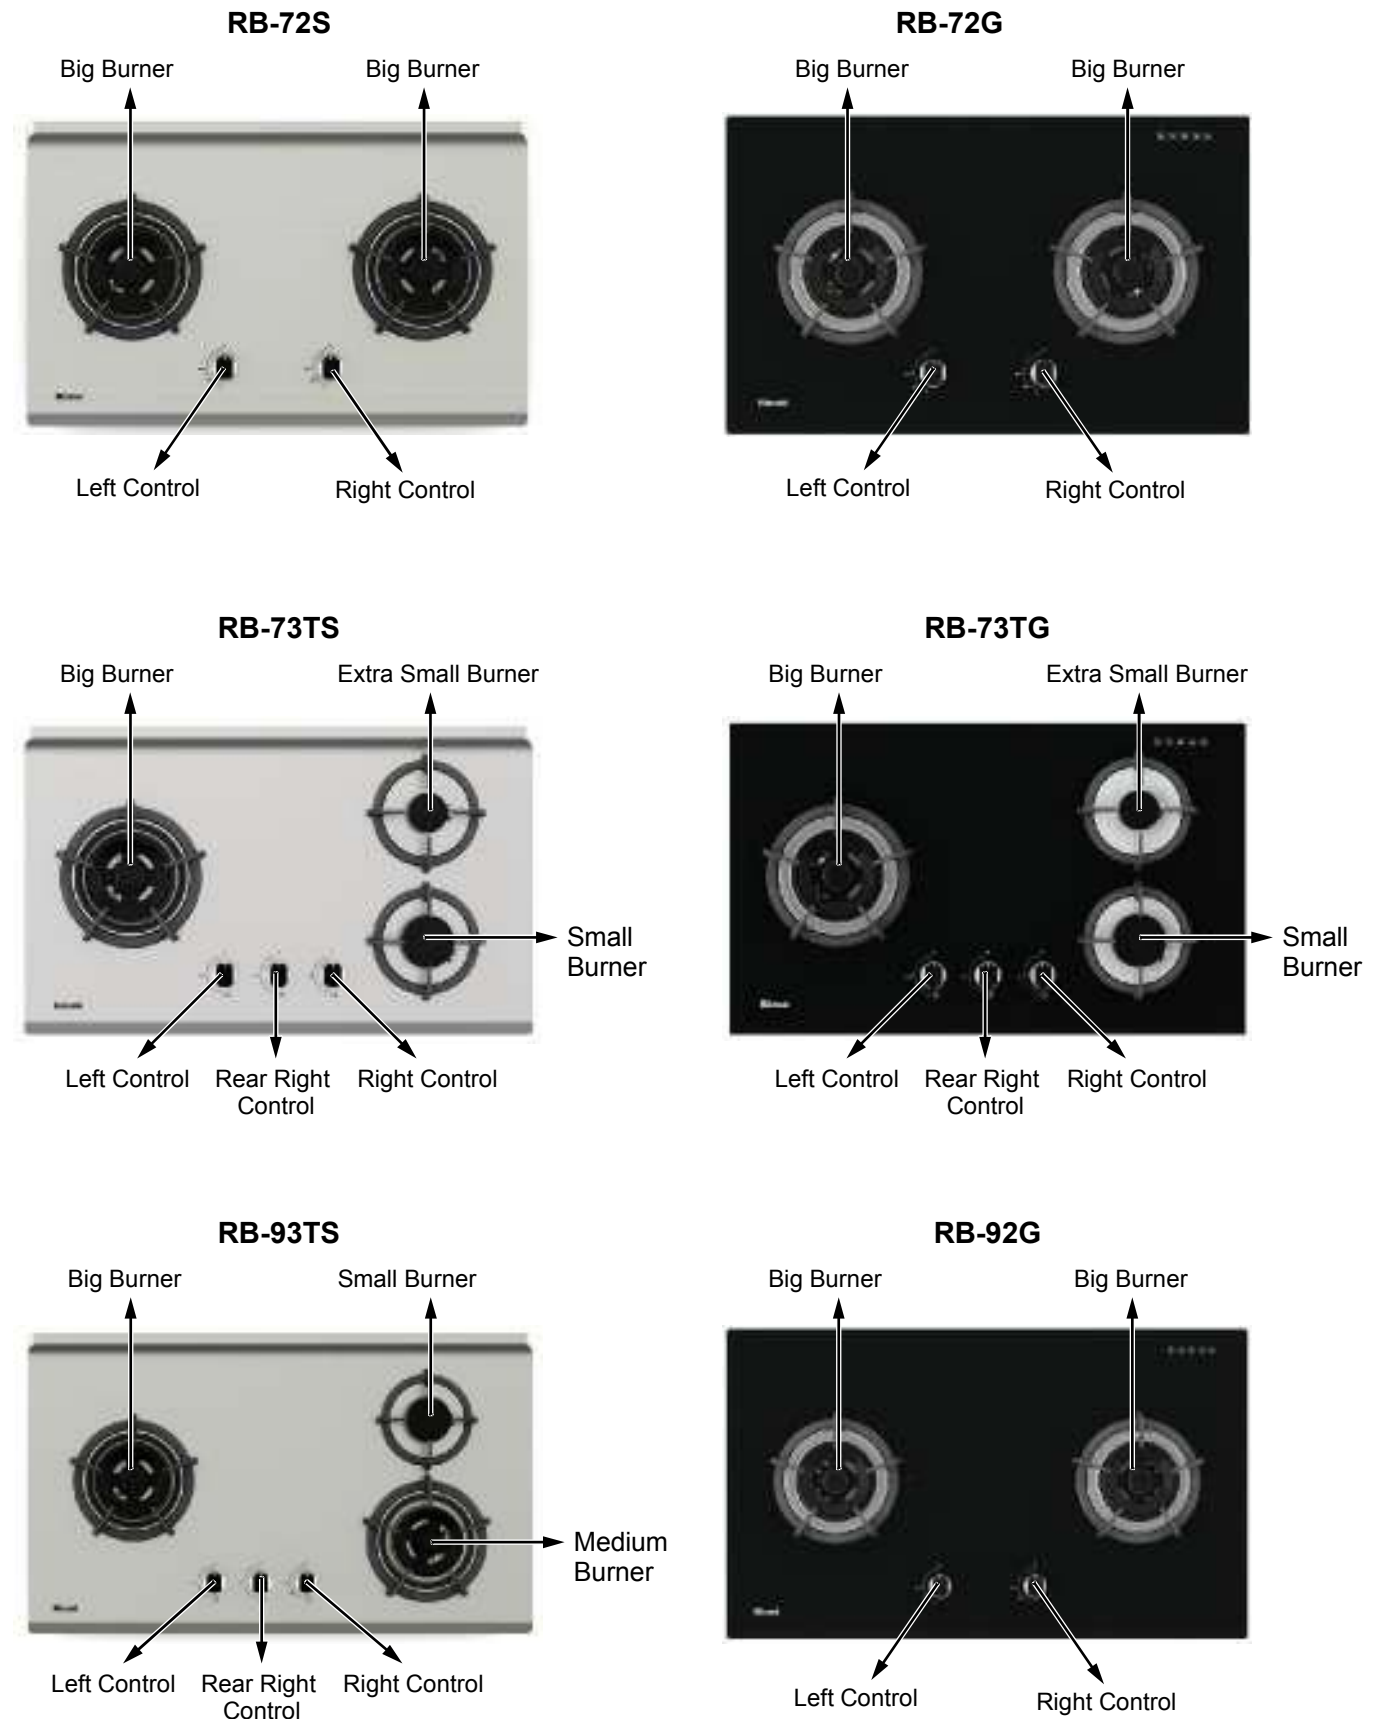 RB-72S
RB-72G
Big Burner
Big Burner
Big Burner
Big Burner
Left Control
Right Control
Left Control
Right Control
RB-73TS
RB-73TG
Big Burner
Extra Small Burner
Big Burner
Extra Small Burner
Small
Burner
Small
Burner
Left Control
Rear Right
Control
Right Control
Left Control
Rear Right
Control
Right Control
RB-93TS
RB-92G
Big Burner
Small Burner
Big Burner
Big Burner
Medium
Burner
Left Control
Rear Right
Control
Right Control
Left Control
Right Control